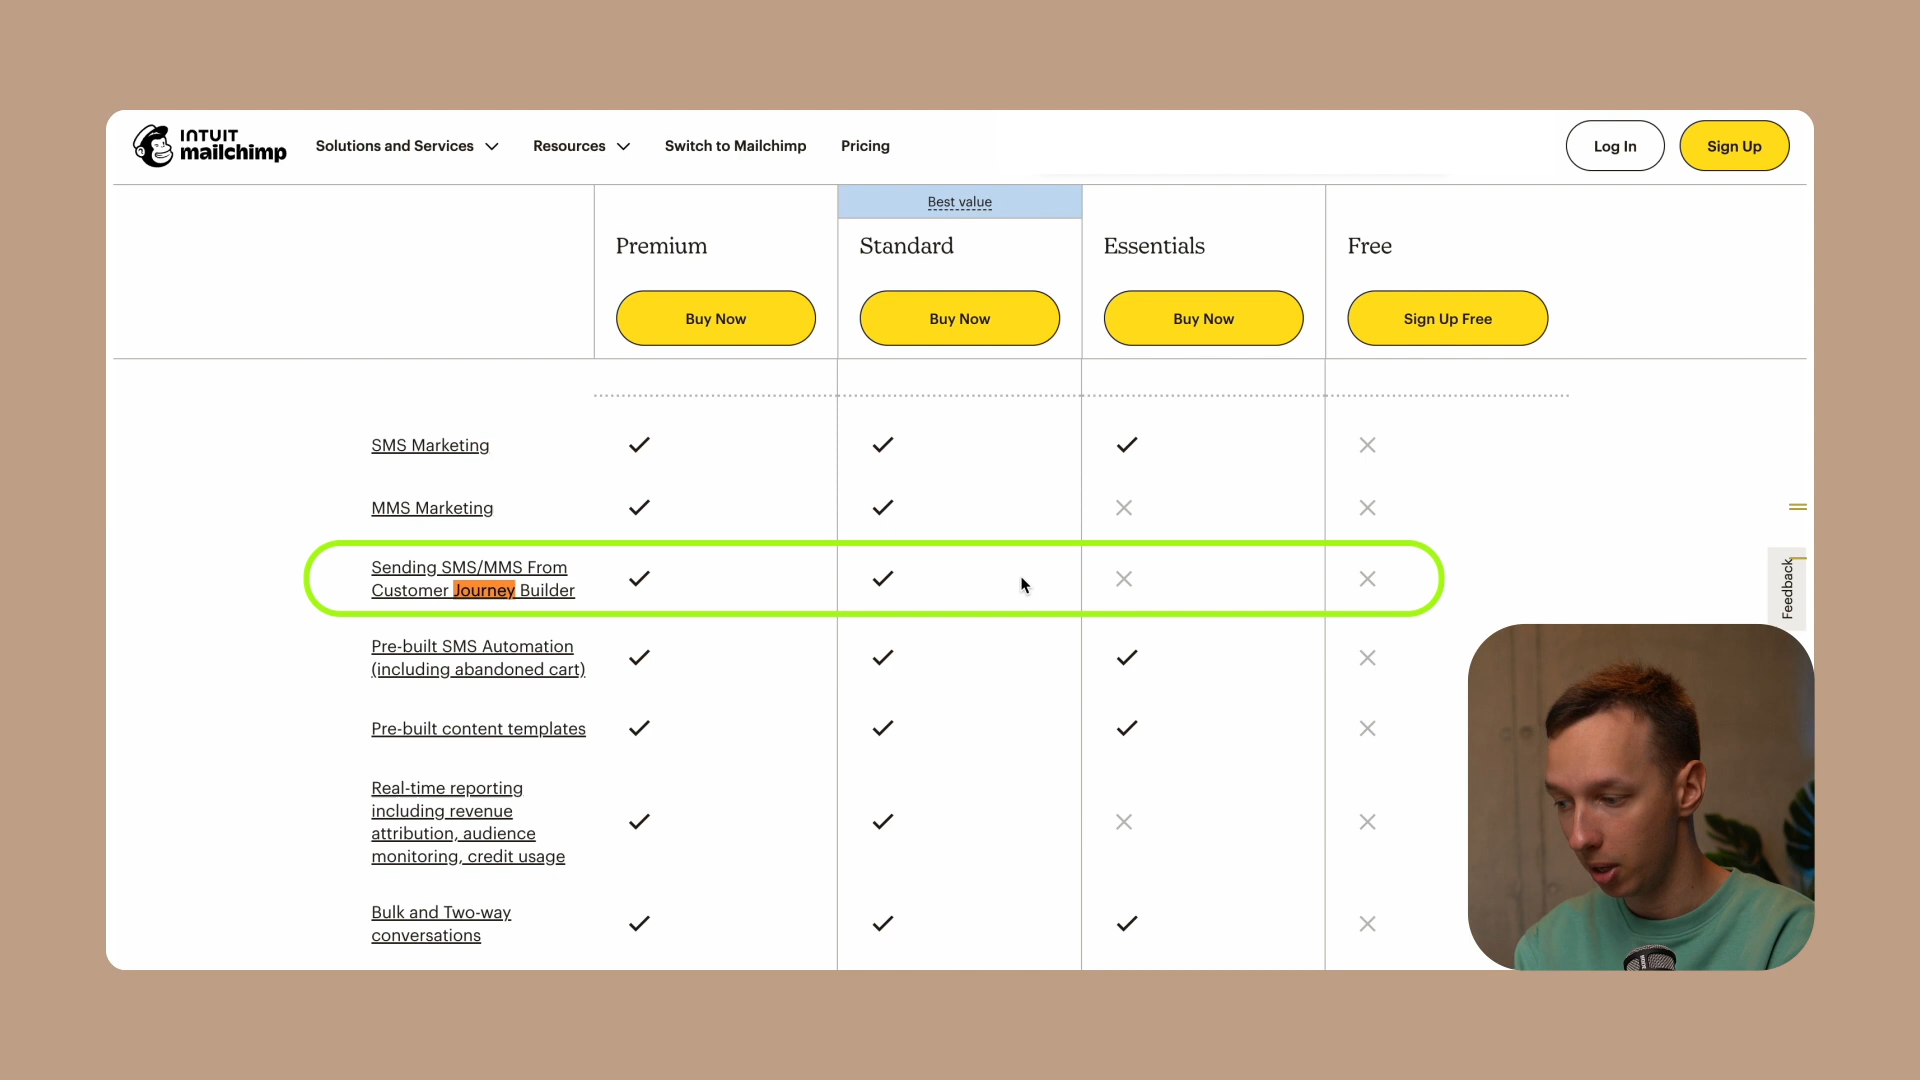 INTUIT
mailchimp
Solutions and Services
Resources
Switch to Mailchimp
Pricing
Log In
Sign Up
Best value
Premium
Standard
Essentials
Free
Buy Now
Buy Now
Buy Now
Sign Up Free
SMS Marketing
MMS Marketing
Sending SMS/MMS From
Customer Journey Builder
Pre-built SMS Automation
(including abandoned cart)
Pre-built content templates
Real-time reporting
including revenue
attribution, audience
monitoring, credit usage
Bulk and Two-way
conversations
Feedback